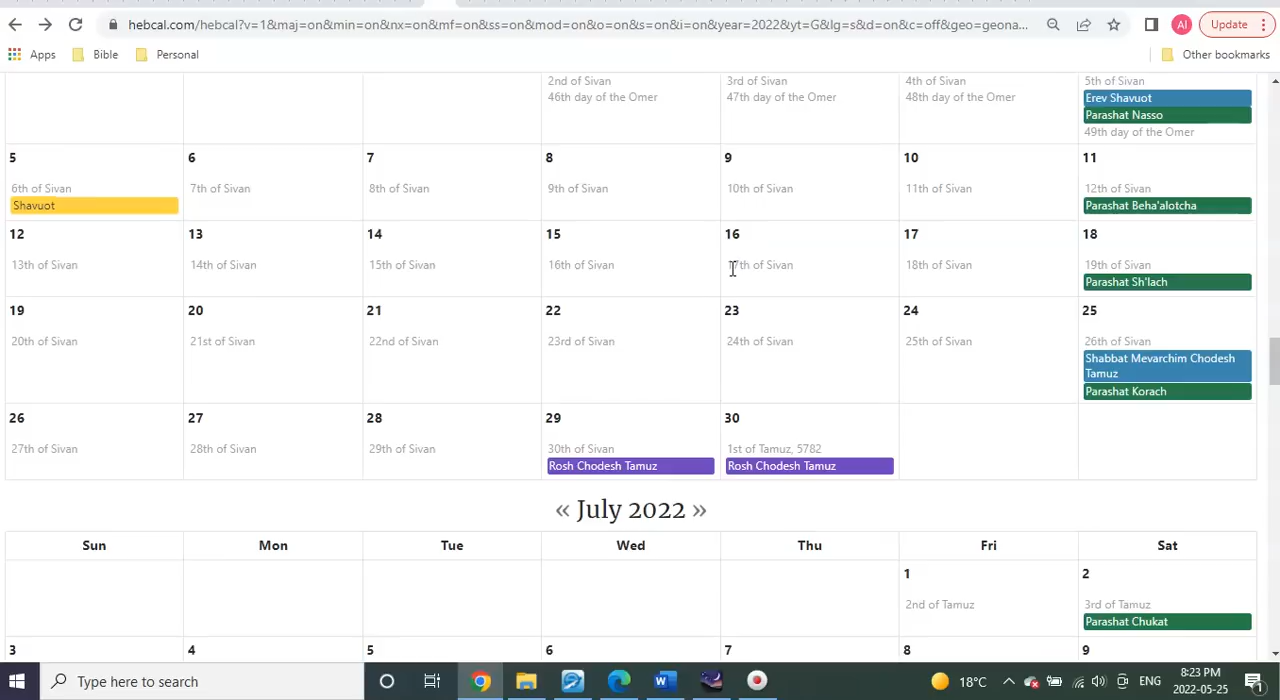 hebcal.com/hebcal?v=1&maj=on&min=on&nx=on&mf=on&ss=on&mod=on&o=on&s=on&i=on&year=2022&yt=G&lg=s&d=on&c=off&geo=geona...
AI
Update
Apps
Bible
Personal
Other bookmarks
2nd of Sivan
46th day of the Omer
3rd of Sivan
47th day of the Omer
4th of Sivan
48th day of the Omer
5th of Sivan
Erev Shavuot
Parashat Nasso
49th day of the Omer
5
6th of Sivan
Shavuot
6
7th of Sivan
7
8th of Sivan
8
9th of Sivan
9
10th of Sivan
10
11th of Sivan
11
12th of Sivan
Parashat Beha'alotcha
12
13th of Sivan
13
14th of Sivan
14
15th of Sivan
15
16th of Sivan
16
17th of Sivan
17
18th of Sivan
18
19th of Sivan
Parashat Sh'lach
19
20th of Sivan
20
21st of Sivan
21
22nd of Sivan
22
23rd of Sivan
23
24th of Sivan
24
25th of Sivan
25
26th of Sivan
Shabbat Mevarchim Chodesh
Tamuz
Parashat Korach
26
27th of Sivan
27
28th of Sivan
28
29th of Sivan
29
30th of Sivan
Rosh Chodesh Tamuz
30
1st of Tamuz, 5782
Rosh Chodesh Tamuz
« July 2022 »
Sun
Mon
Tue
Wed
Thu
Fri
Sat
1
2nd of Tamuz
2
3rd of Tamuz
Parashat Chukat
3
4
5
6
7
8
9
Type here to search
18°C
ENG
8:23 PM
2022-05-25
1